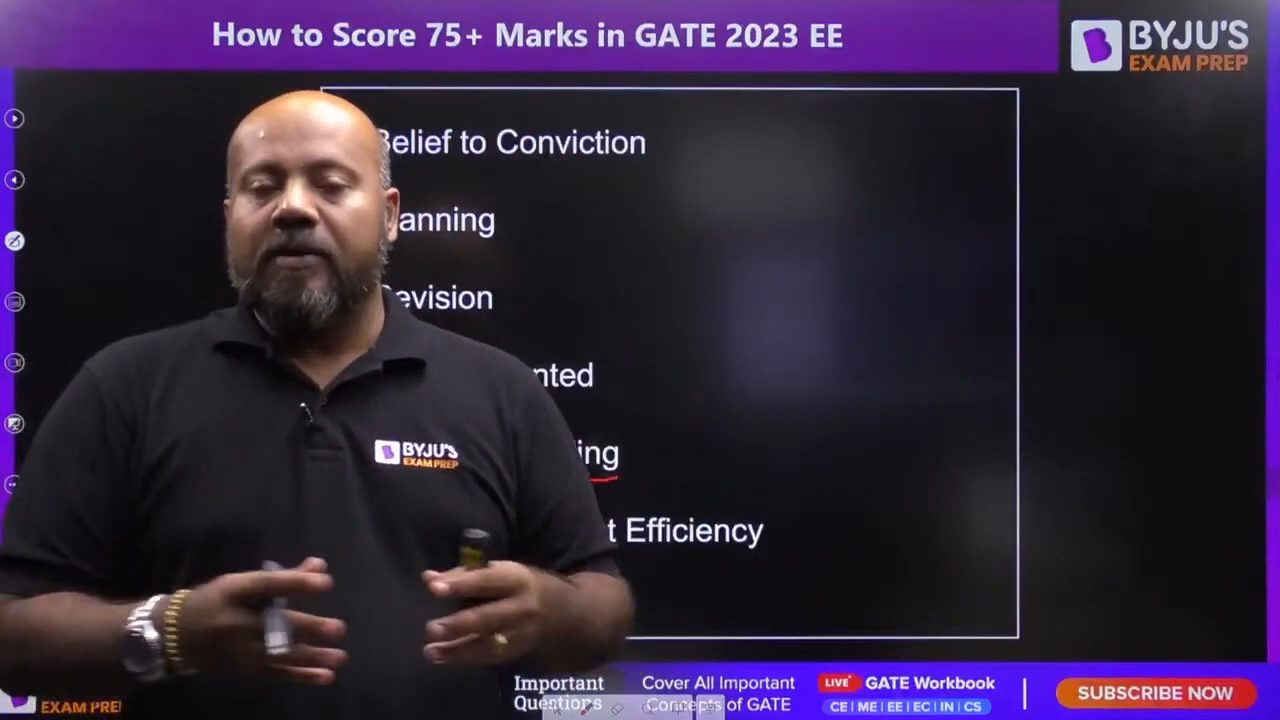 How to Score 75+ Marks in GATE 2023 EE
BYJU'S
EXAM PREP
Belief to Conviction
anning
evision
nted
ing
t Efficiency
BYJU'S
EXAM PREP
EXAM PREP
Important
Questions
Cover All Important
Concepts of GATE
LIVE GATE Workbook
CE | ME | EE | EC | IN | CS
SUBSCRIBE NOW